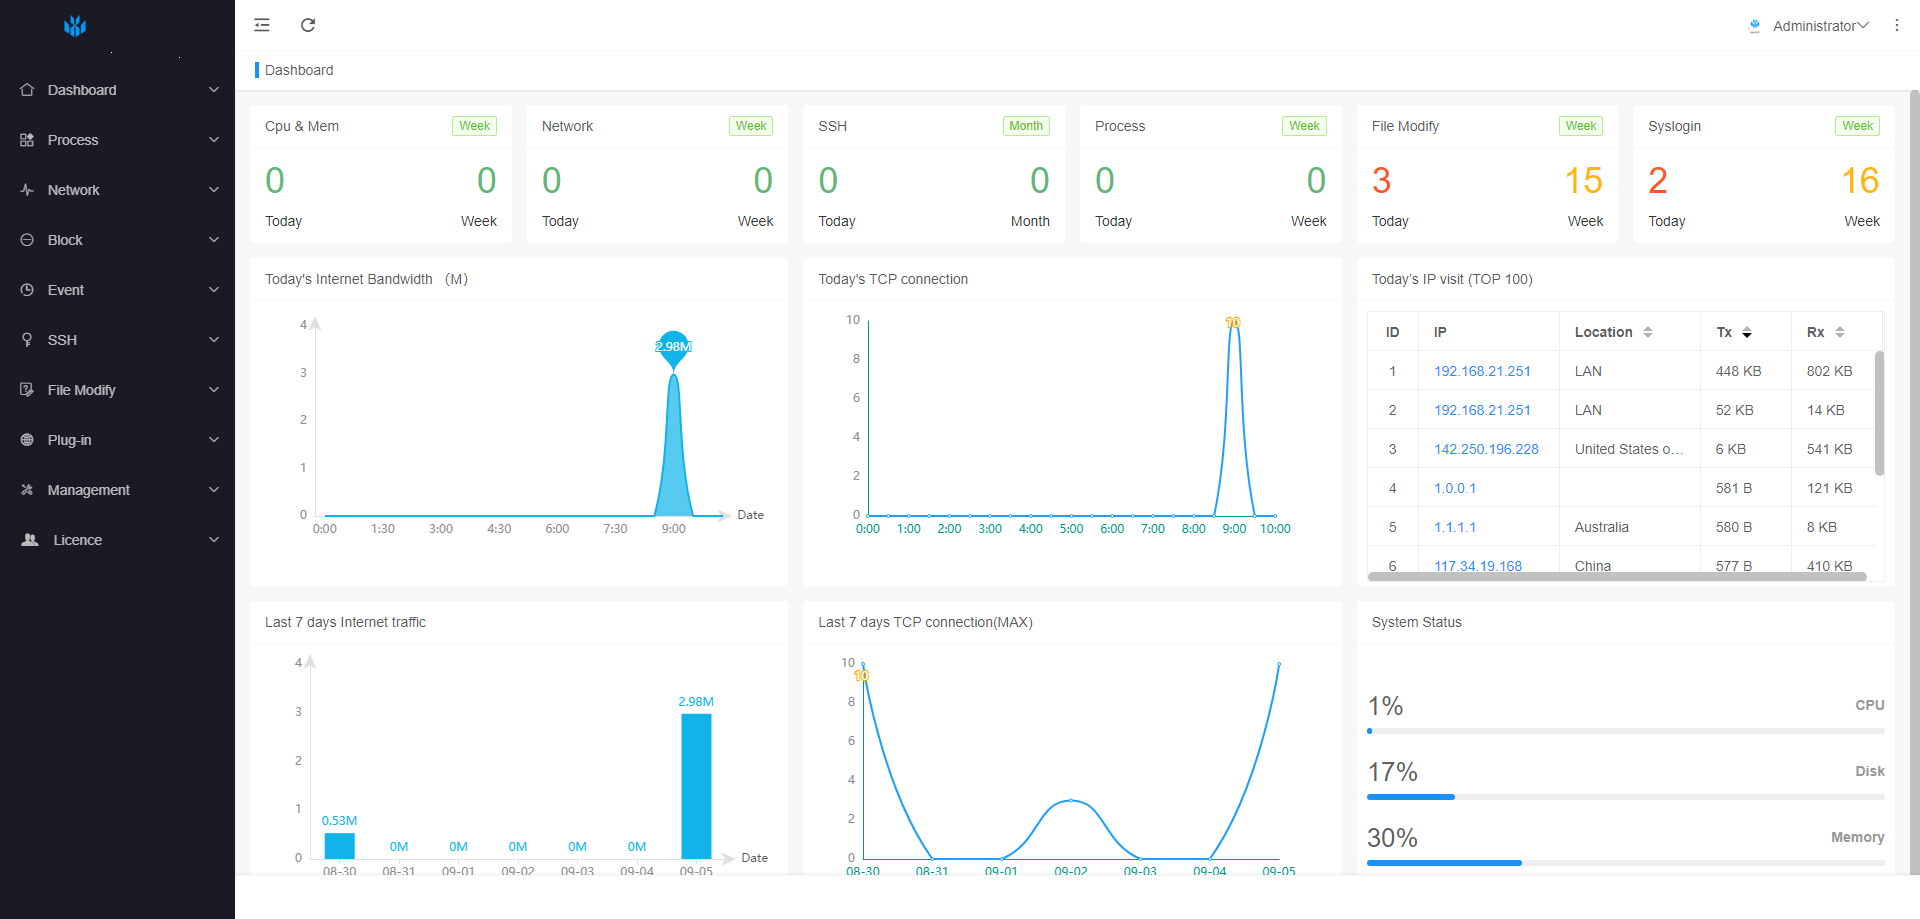 Administrator
Dashboard
Dashboard
Process
Network
Block
Event
SSH
File Modify
Plug-in
Management
Licence
Cpu & Mem Week
0 0
Today Week
Network Week
0 0
Today Week
SSH Month
0 0
Today Month
Process Week
0 0
Today Week
File Modify Week
3 15
Today Week
Syslogin Week
2 16
Today Week
Today's Internet Bandwidth （M）
4
3
2
1
0
2.98M
Date
0:00 1:30 3:00 4:30 6:00 7:30 9:00
Today's TCP connection
10
8
6
4
2
0
10
0:00 1:00 2:00 3:00 4:00 5:00 6:00 7:00 8:00 9:00 10:00
Today's IP visit (TOP 100)
ID IP Location Tx Rx
1 192.168.21.251 LAN 448 KB 802 KB
2 192.168.21.251 LAN 52 KB 14 KB
3 142.250.196.228 United States o... 6 KB 541 KB
4 1.0.0.1 581 B 121 KB
5 1.1.1.1 Australia 580 B 8 KB
6 117.34.19.168 China 577 B 410 KB
Last 7 days Internet traffic
4
3
2
1
0
0.53M 0M 0M 0M 0M 0M 2.98M
Date
08-30 08-31 09-01 09-02 09-03 09-04 09-05
Last 7 days TCP connection(MAX)
10
8
6
4
2
0
10
08-30 08-31 09-01 09-02 09-03 09-04 09-05
System Status
1% CPU
17% Disk
30% Memory